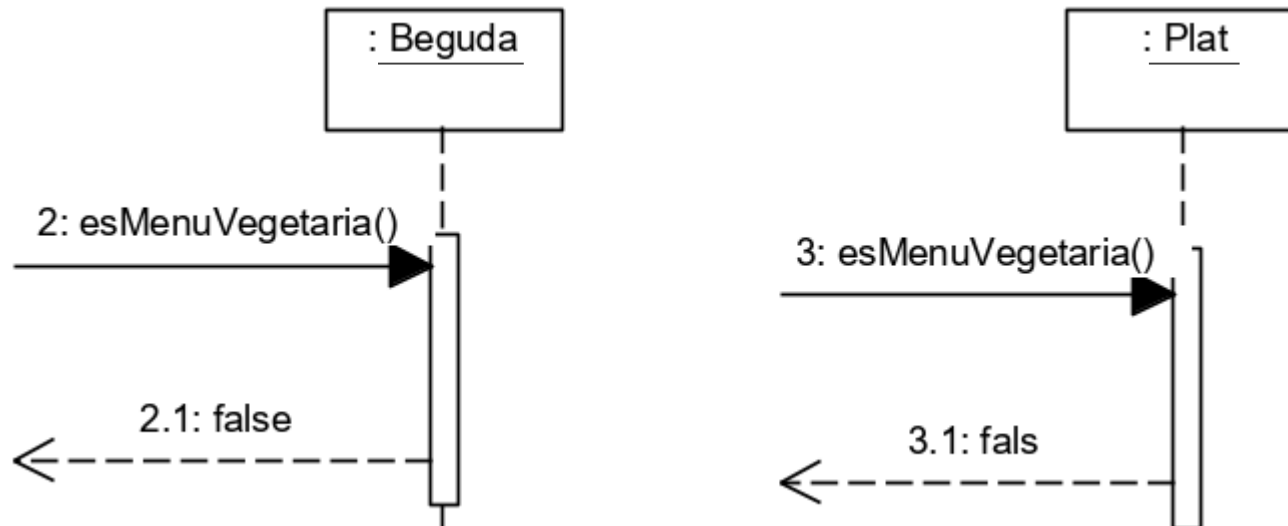 : Beguda
: Plat
2: esMenuVegetaria()
3: esMenuVegetaria()
2.1: false
3.1: fals